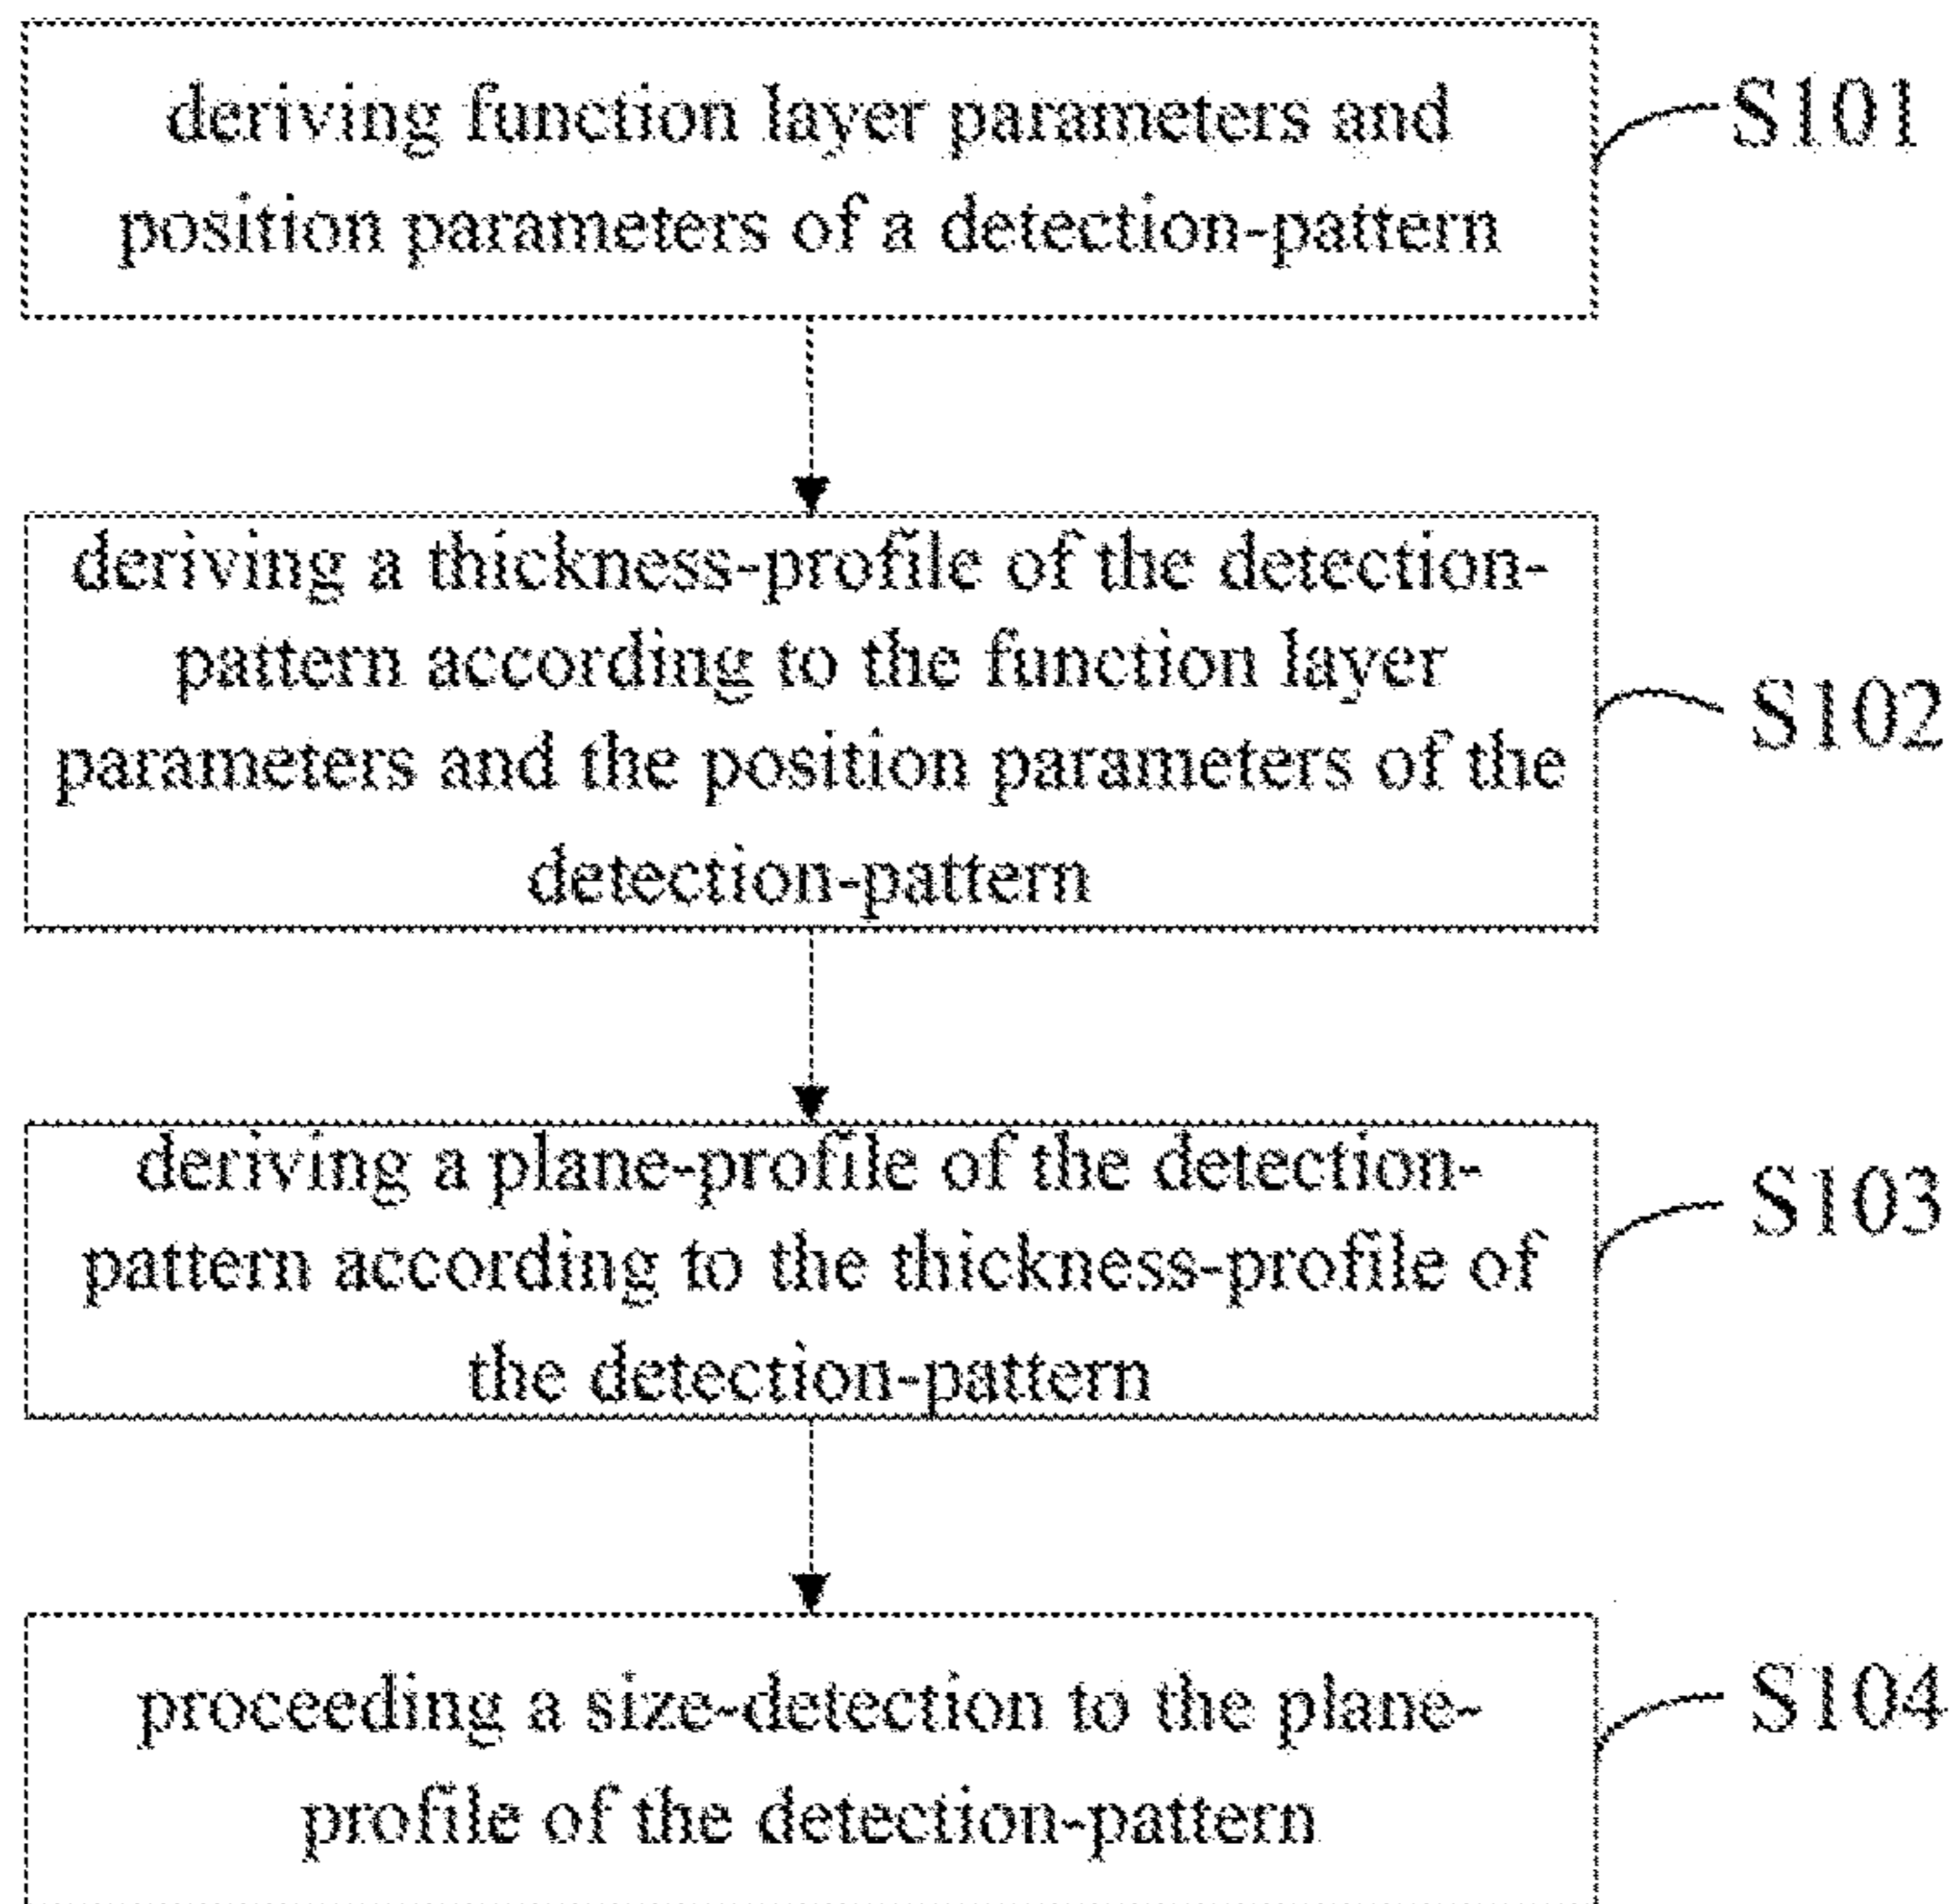 deriving function layer parameters and
position parameters of a detection-pattern
S101
deriving a thickness-profile of the detection-
pattern according to the function layer
parameters and the position parameters of the
detection-pattern
S102
deriving a plane-profile of the detection-
pattern according to the thickness-profile of
the detection-pattern
S103
proceeding a size-detection to the plane-
profile of the detection-pattern
S104